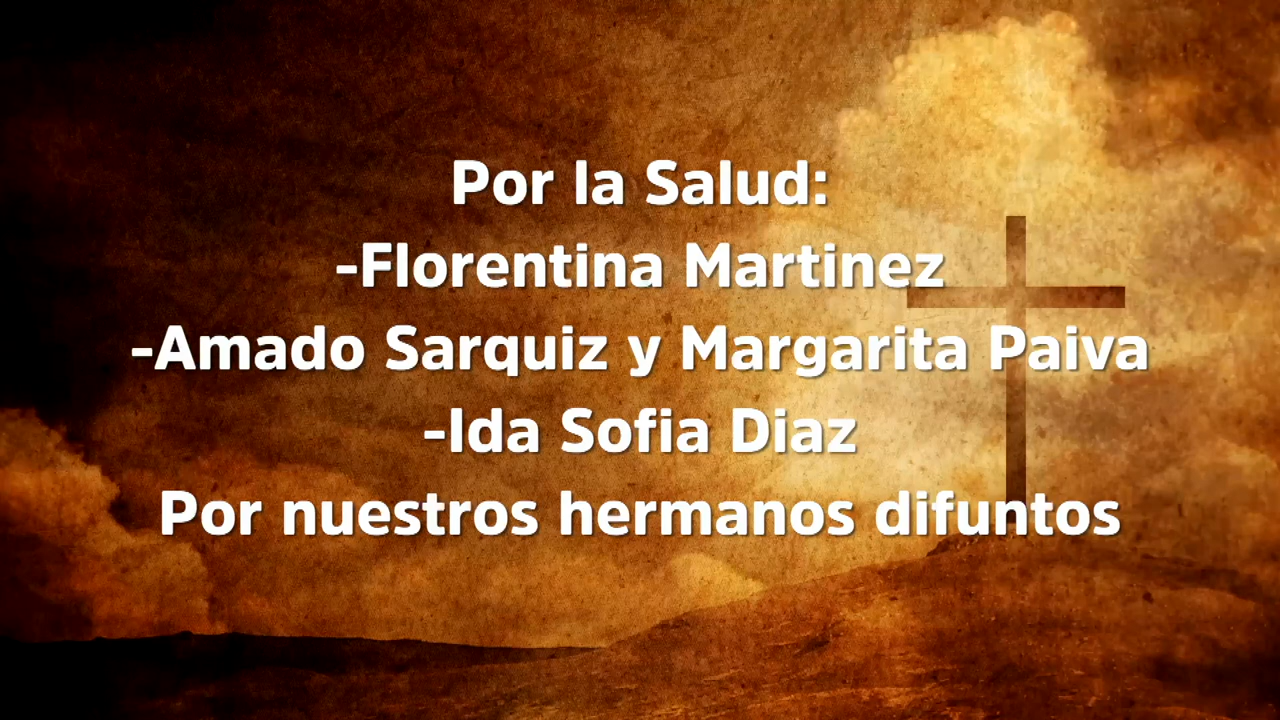 Por la Salud:
-Florentina Martinez
-Amado Sarquiz y Margarita Paiva
-Ida Sofia Diaz
Por nuestros hermanos difuntos